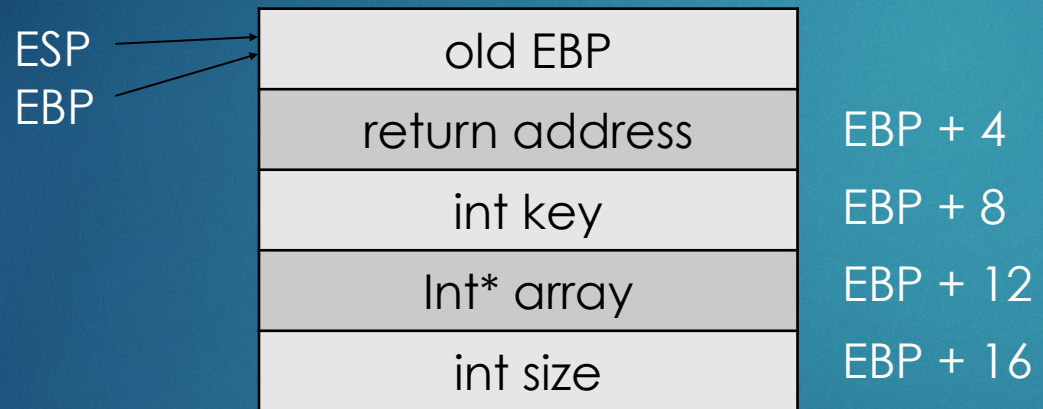 ESP
old EBP
EBP
return address
EBP + 4
int key
EBP + 8
Int* array
EBP + 12
int size
EBP + 16